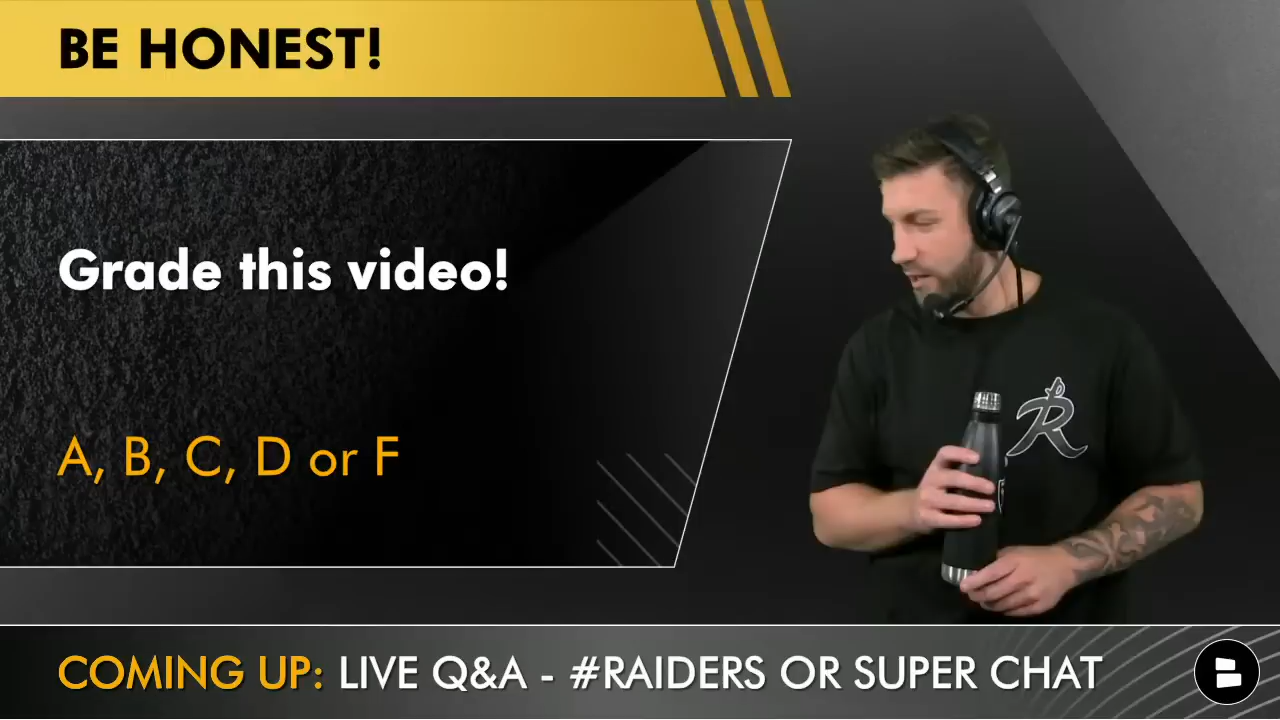 BE HONEST!
Grade this video!
A, B, C, D or F
R
COMING UP: LIVE Q&A - #RAIDERS OR SUPER CHAT